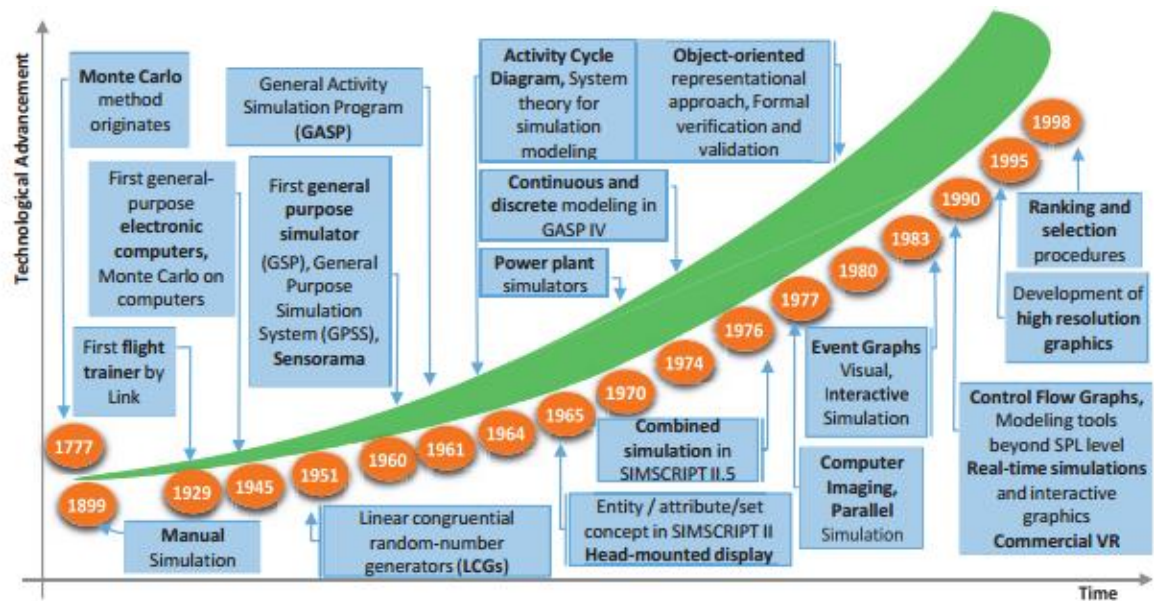 Technological Advancement
Monte Carlo
method
originates
General Activity
Simulation Program
(GASP)
Activity Cycle
Diagram, System
theory for
simulation
modeling
Object-oriented
representational
approach, Formal
verification and
validation
First general-
purpose
electronic
computers,
Monte Carlo on
computers
First general
purpose
simulator
(GSP), General
Purpose
Simulation
System (GPSS),
Sensorama
Continuous and
discrete modeling in
GASP IV
Power plant
simulators
First flight
trainer by
Link
1777
1899
1929
1945
1951
1960
1961
1964
1965
1970
1974
1976
1977
1980
1983
1990
1995
1998
Ranking and
selection
procedures
Development of
high resolution
graphics
Event Graphs
Visual,
Interactive
Simulation
Control Flow Graphs,
Modeling tools
beyond SPL level
Real-time simulations
and interactive
graphics
Commercial VR
Combined
simulation in
SIMSCRIPT II.5
Computer
Imaging,
Parallel
Simulation
Entity / attribute/set
concept in SIMSCRIPT II
Head-mounted display
Linear congruential
random-number
generators (LCGs)
Manual
Simulation
Time